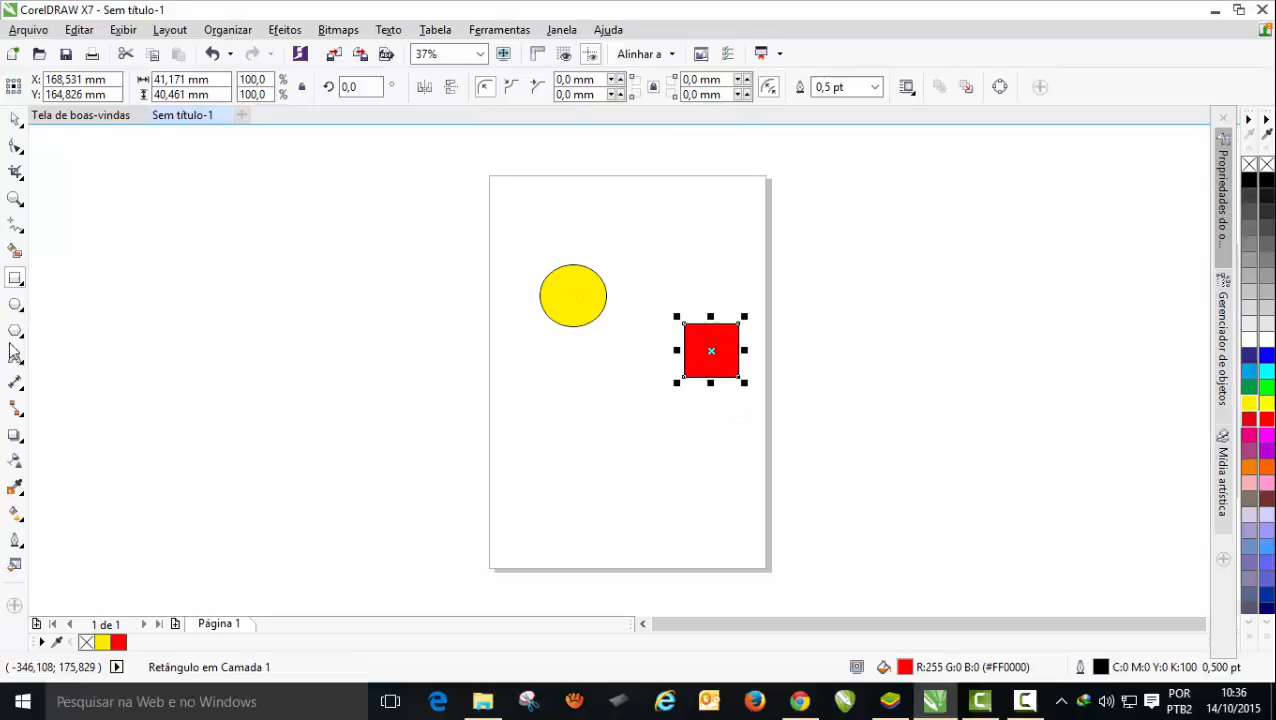 CorelDRAW X7 - Sem título-1
Arquivo Editar Exibir Layout Organizar Efeitos Bitmaps Texto Tabela Ferramentas Janela Ajuda
37% Alinhar a
X: 168,531 mm 41,171 mm 100,0 % 0,0 ° 0,0 mm 0,0 mm 0,5 pt
Y: 164,826 mm 40,461 mm 100,0 % 0,0 mm 0,0 mm
Tela de boas-vindas Sem título-1
Propriedades do o...
Gerenciador de objetos
Mídia artística
1 de 1 Página 1
( -346,108; 175,829 ) Retângulo em Camada 1 R:255 G:0 B:0 (#FF0000) C:0 M:0 Y:0 K:100 0,500 pt
Pesquisar na Web e no Windows POR 10:36
PTB2 14/10/2015